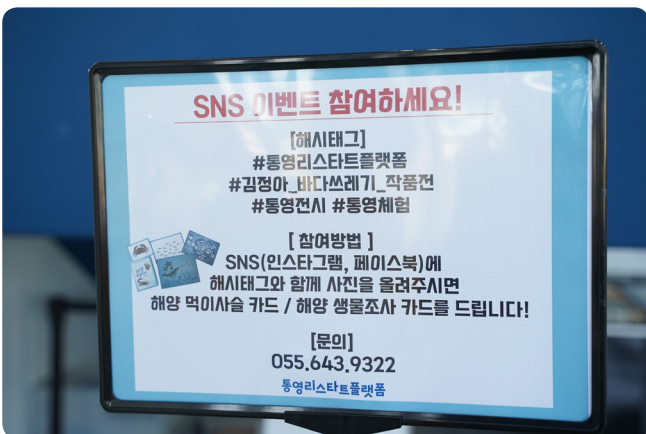 SNS 이벤트 참여하세요!
[해시태그]
#통영리스타트플랫폼
#김정아_바다쓰레기_작품전
#통영전시 #통영체험
[ 참여방법 ]
SNS(인스타그램, 페이스북)에
해시태그와 함께 사진을 올려주시면
해양 먹이사슬 카드 / 해양 생물조사 카드를 드립니다!
[문의]
055.643.9322
통영리스타트플랫폼